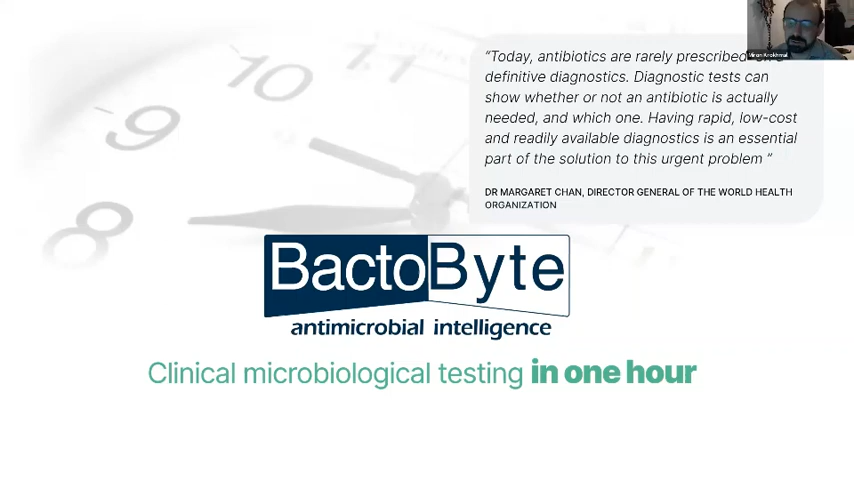 “Today, antibiotics are rarely prescribed
definitive diagnostics. Diagnostic tests can
show whether or not an antibiotic is actually
needed, and which one. Having rapid, low-cost
and readily available diagnostics is an essential
part of the solution to this urgent problem ”
DR MARGARET CHAN, DIRECTOR GENERAL OF THE WORLD HEALTH
ORGANIZATION
11
10
9
8
BactoByte
antimicrobial intelligence
Clinical microbiological testing in one hour